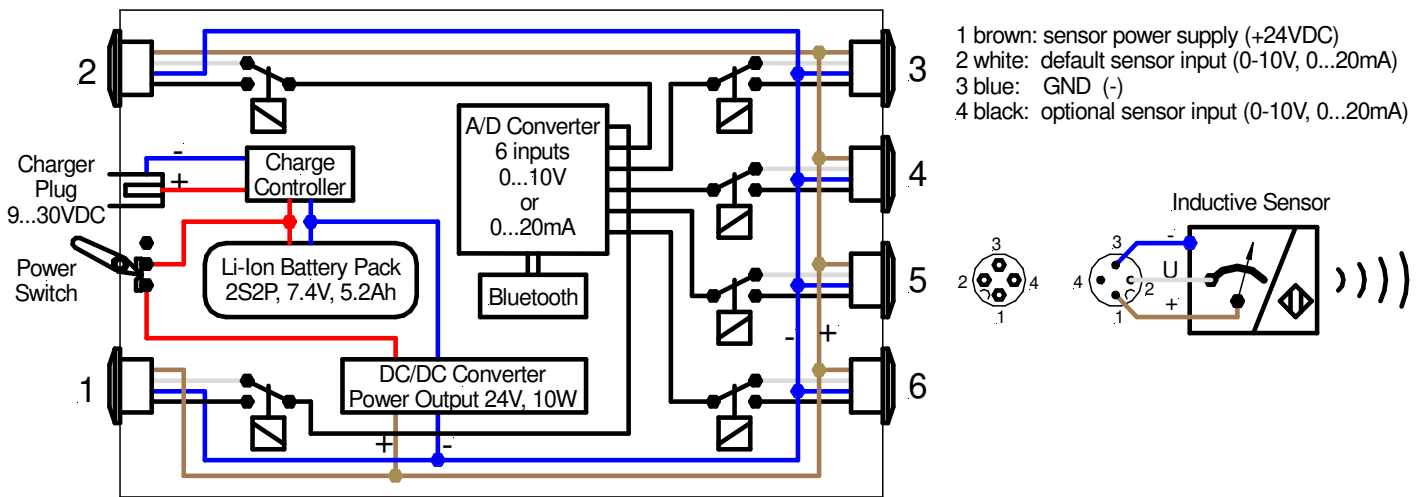 1 brown: sensor power supply (+24VDC)
2 white: default sensor input (0-10V, 0...20mA)
3 blue: GND (-)
4 black: optional sensor input (0-10V, 0...20mA)
2
3
A/D Converter
6 inputs
0...10V
or
0...20mA
Charger
Plug
9...30VDC
-
+
Charge
Controller
4
Inductive Sensor
Power
Switch
Li-Ion Battery Pack
2S2P, 7.4V, 5.2Ah
Bluetooth
5
3
2
4
1
3
4
2
1
-
U
+
- +
1
DC/DC Converter
Power Output 24V, 10W
6
+
-